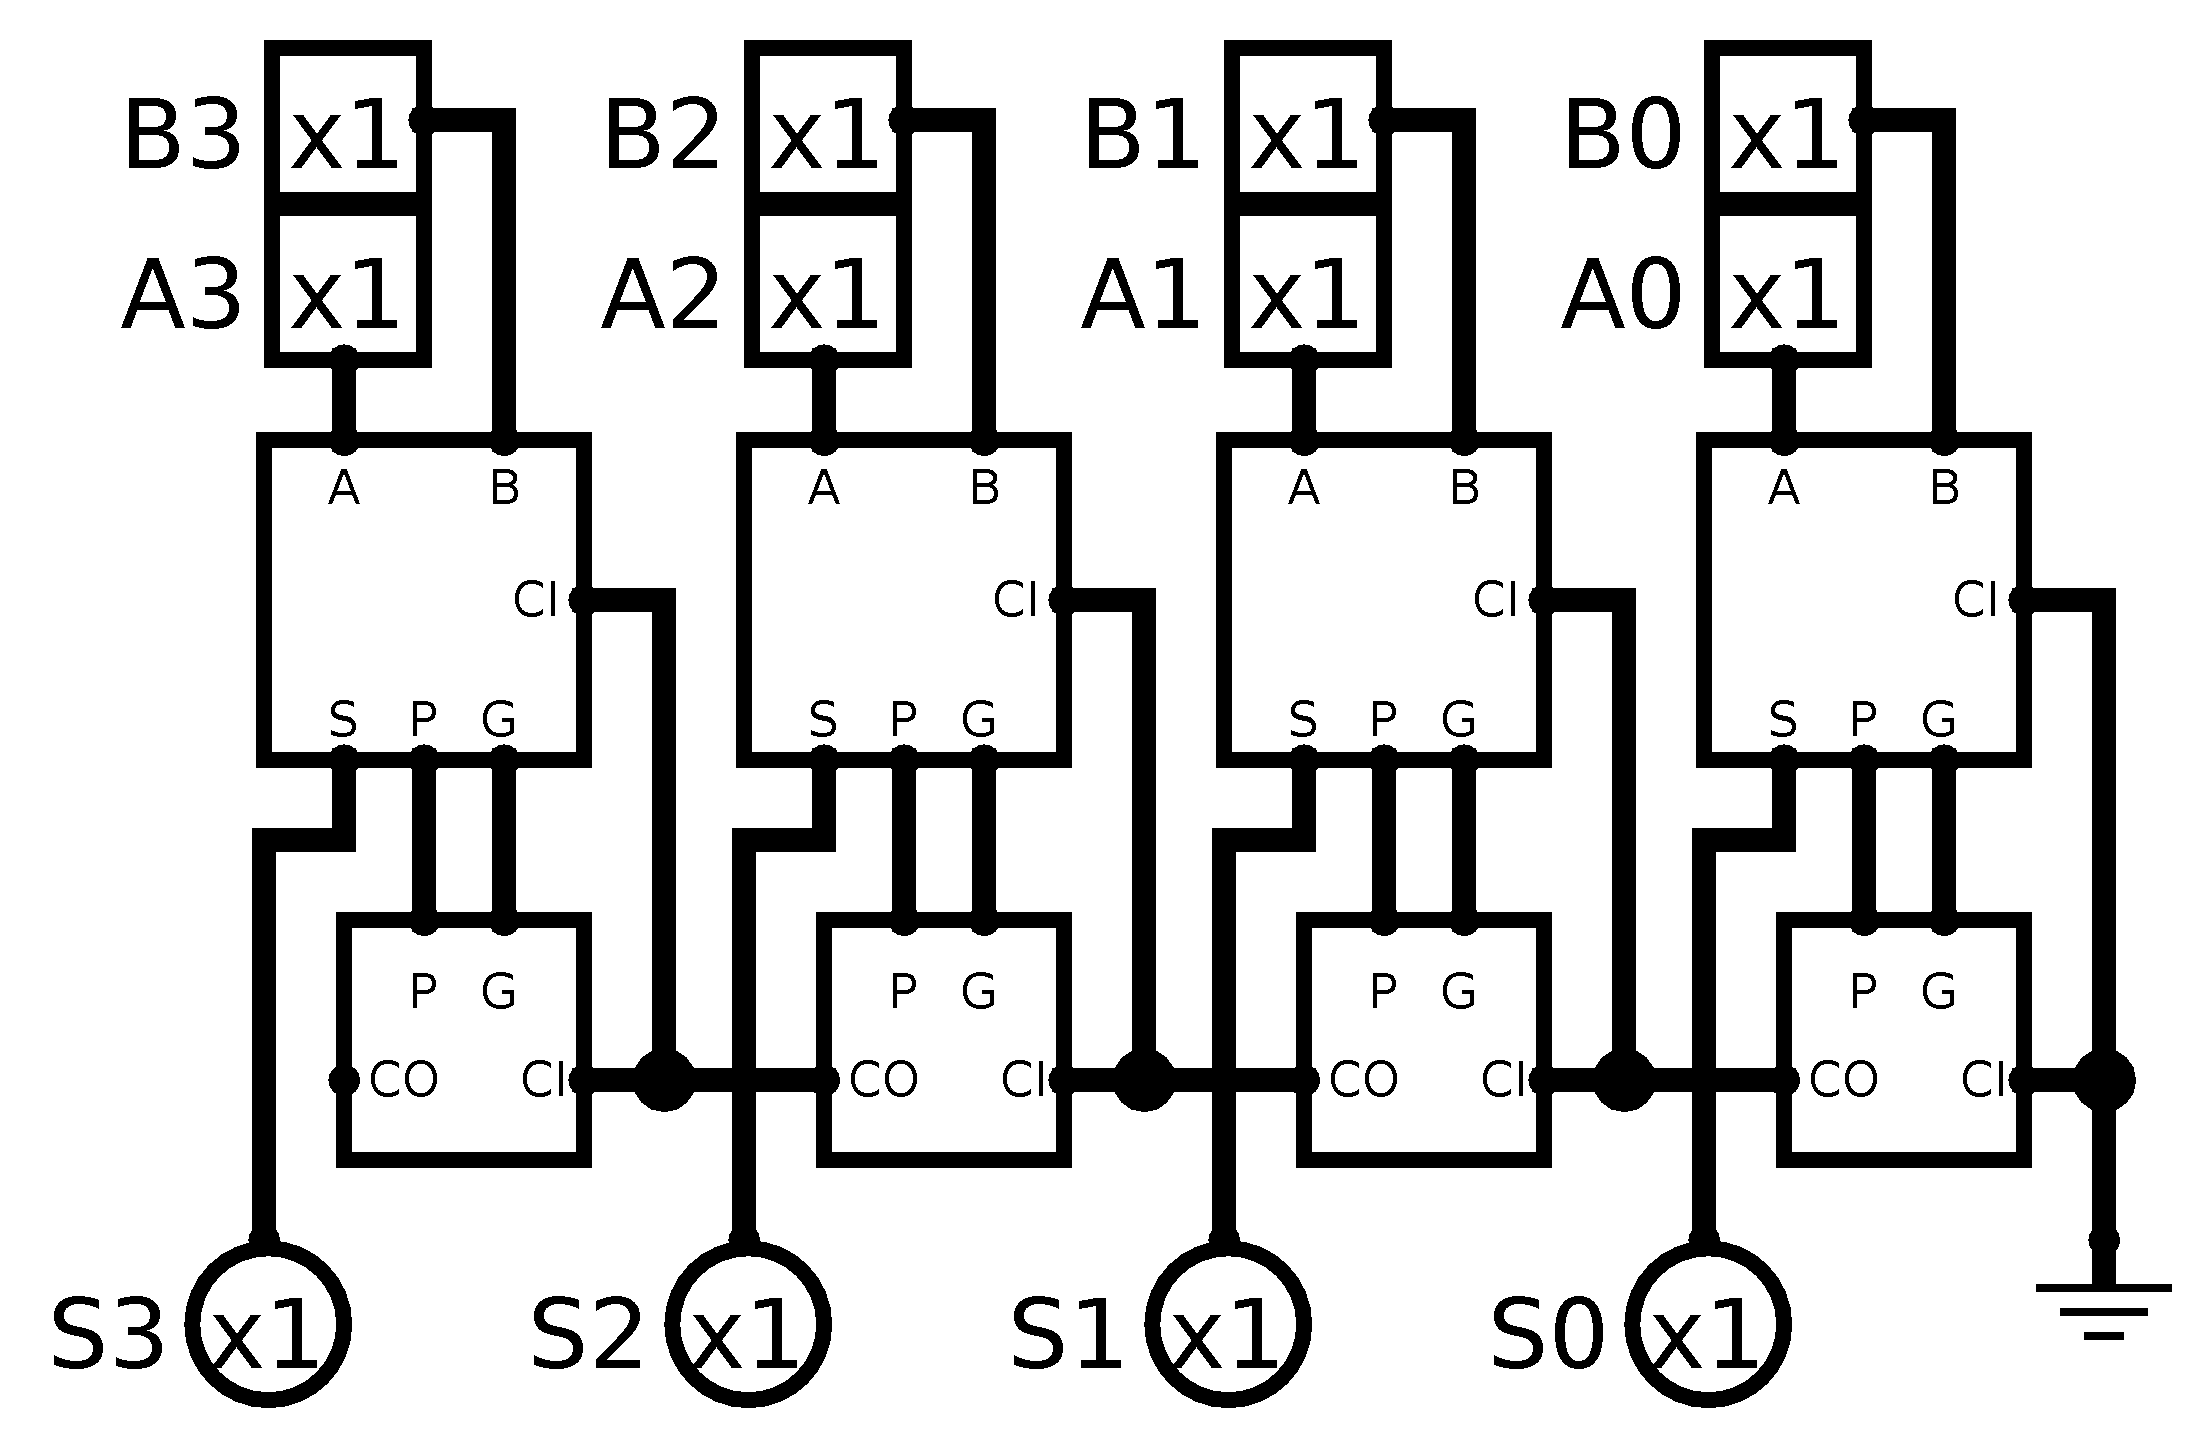 B3 x1 B2 x1 B1 x1 B0 x1
A3 x1 A2 x1 A1 x1 A0 x1
A B A B A B A B
CI CI CI CI
S P G S P G S P G S P G
P G P G P G P G
CO CI CO CI CO CI CO CI
S3 x1 S2 x1 S1 x1 S0 x1